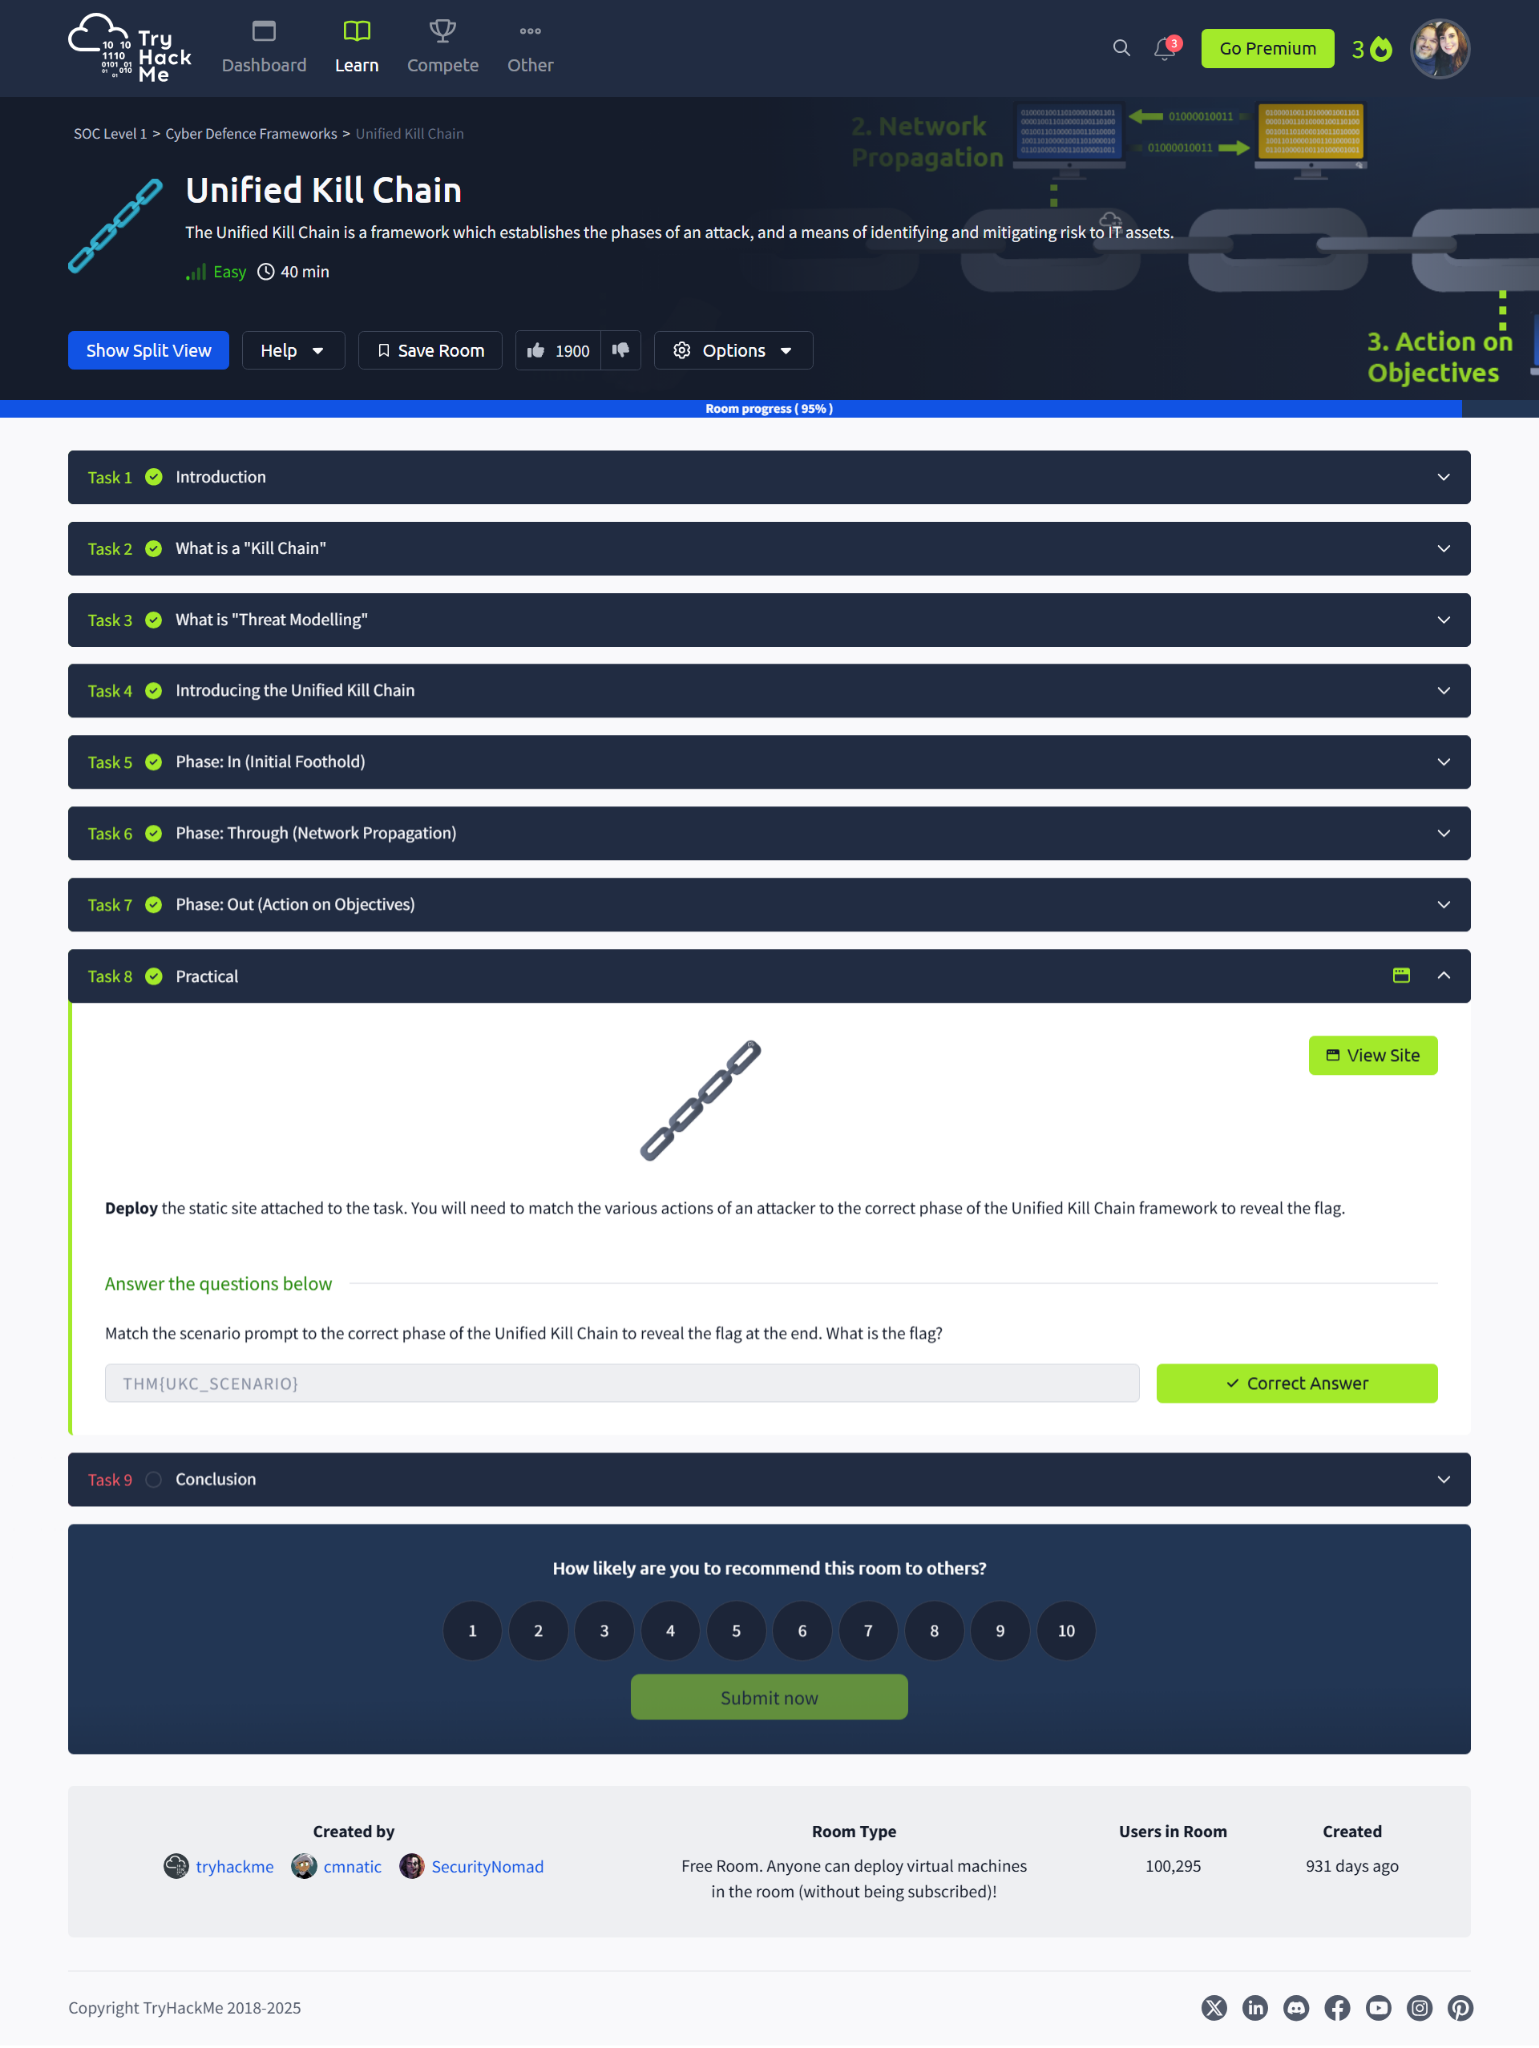 Try
Hack
Me
Dashboard
Learn
Compete
Other
3
Go Premium
3
SOC Level 1 > Cyber Defence Frameworks > Unified Kill Chain
2. Network
Propagation
01000010011
01000010011
Unified Kill Chain
The Unified Kill Chain is a framework which establishes the phases of an attack, and a means of identifying and mitigating risk to IT assets.
Easy 40 min
3. Action on
Objectives
Show Split View
Help
Save Room
1900
Options
Room progress ( 95% )
Task 1 Introduction
Task 2 What is a "Kill Chain"
Task 3 What is "Threat Modelling"
Task 4 Introducing the Unified Kill Chain
Task 5 Phase: In (Initial Foothold)
Task 6 Phase: Through (Network Propagation)
Task 7 Phase: Out (Action on Objectives)
Task 8 Practical
View Site
Deploy the static site attached to the task. You will need to match the various actions of an attacker to the correct phase of the Unified Kill Chain framework to reveal the flag.
Answer the questions below
Match the scenario prompt to the correct phase of the Unified Kill Chain to reveal the flag at the end. What is the flag?
THM{UKC_SCENARIO}
Correct Answer
Task 9 Conclusion
How likely are you to recommend this room to others?
1 2 3 4 5 6 7 8 9 10
Submit now
Created by
tryhackme cmnatic SecurityNomad
Room Type
Free Room. Anyone can deploy virtual machines
in the room (without being subscribed)!
Users in Room
100,295
Created
931 days ago
Copyright TryHackMe 2018-2025